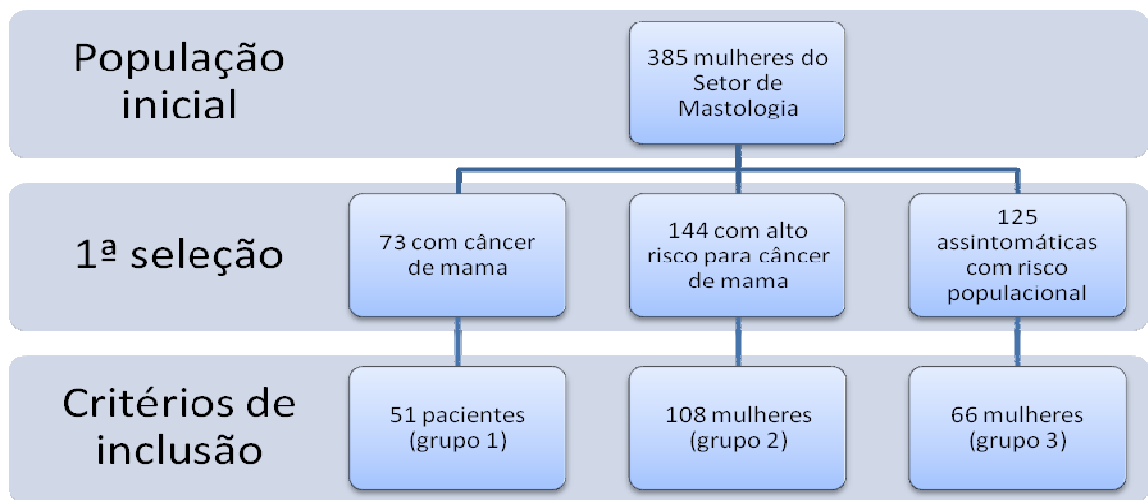 População
inicial
385 mulheres do
Setor de
Mastologia
1ª seleção
73 com câncer
de mama
144 com alto
risco para câncer
de mama
125
assintomáticas
com risco
populacional
Critérios de
inclusão
51 pacientes
(grupo 1)
108 mulheres
(grupo 2)
66 mulheres
(grupo 3)